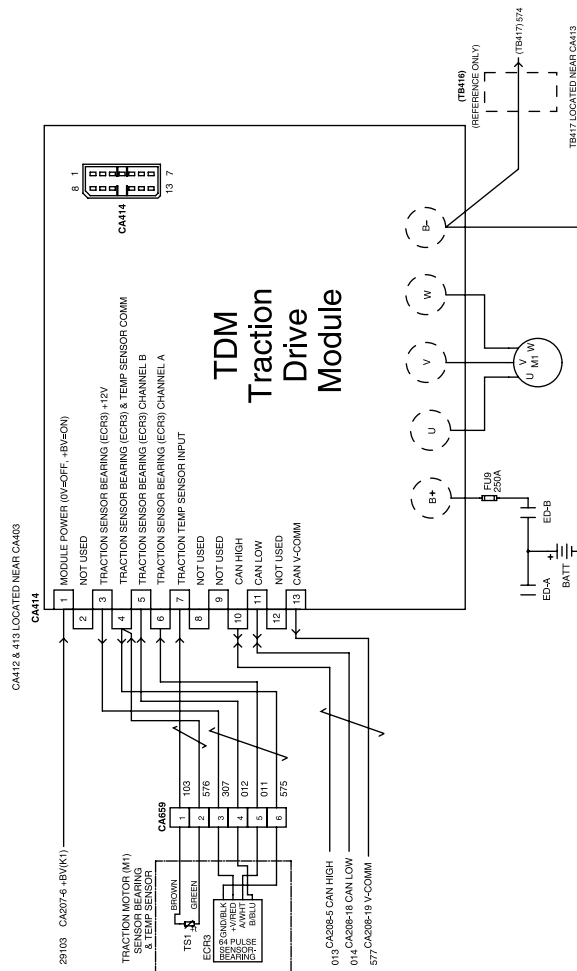 CA412 & 413 LOCATED NEAR CA403
29103 CA207-6 +BV(K1)
CA414
1 MODULE POWER (0V=OFF, +BV=ON)
2 NOT USED
3 TRACTION SENSOR BEARING (ECR3) +12V
4 TRACTION SENSOR BEARING (ECR3) & TEMP SENSOR COMM
5 TRACTION SENSOR BEARING (ECR3) CHANNEL B
6 TRACTION SENSOR BEARING (ECR3) CHANNEL A
7 TRACTION TEMP SENSOR INPUT
8 NOT USED
9 NOT USED
10 CAN HIGH
11 CAN LOW
12 NOT USED
13 CAN V-COMM
8 1
13 7
CA414
TDM
Traction
Drive
Module
TRACTION MOTOR (M1)
SENSOR BEARING
& TEMP SENSOR
BROWN
GREEN
TS1
ECR3
GND/BLK
+V/RED
A/WHT
B/BLU
64 PULSE
SENSOR-
BEARING
CA659
1 103
2 576
3 307
4 012
5 011
6 575
013 CA208-5 CAN HIGH
014 CA208-18 CAN LOW
577 CA208-19 V-COMM
B+
U
V
W
B-
FU9
250A
ED-A
ED-B
+
BATT
U
V
W
M1
(TB416)
(REFERENCE ONLY)
(TB417) 574
TB417 LOCATED NEAR CA413